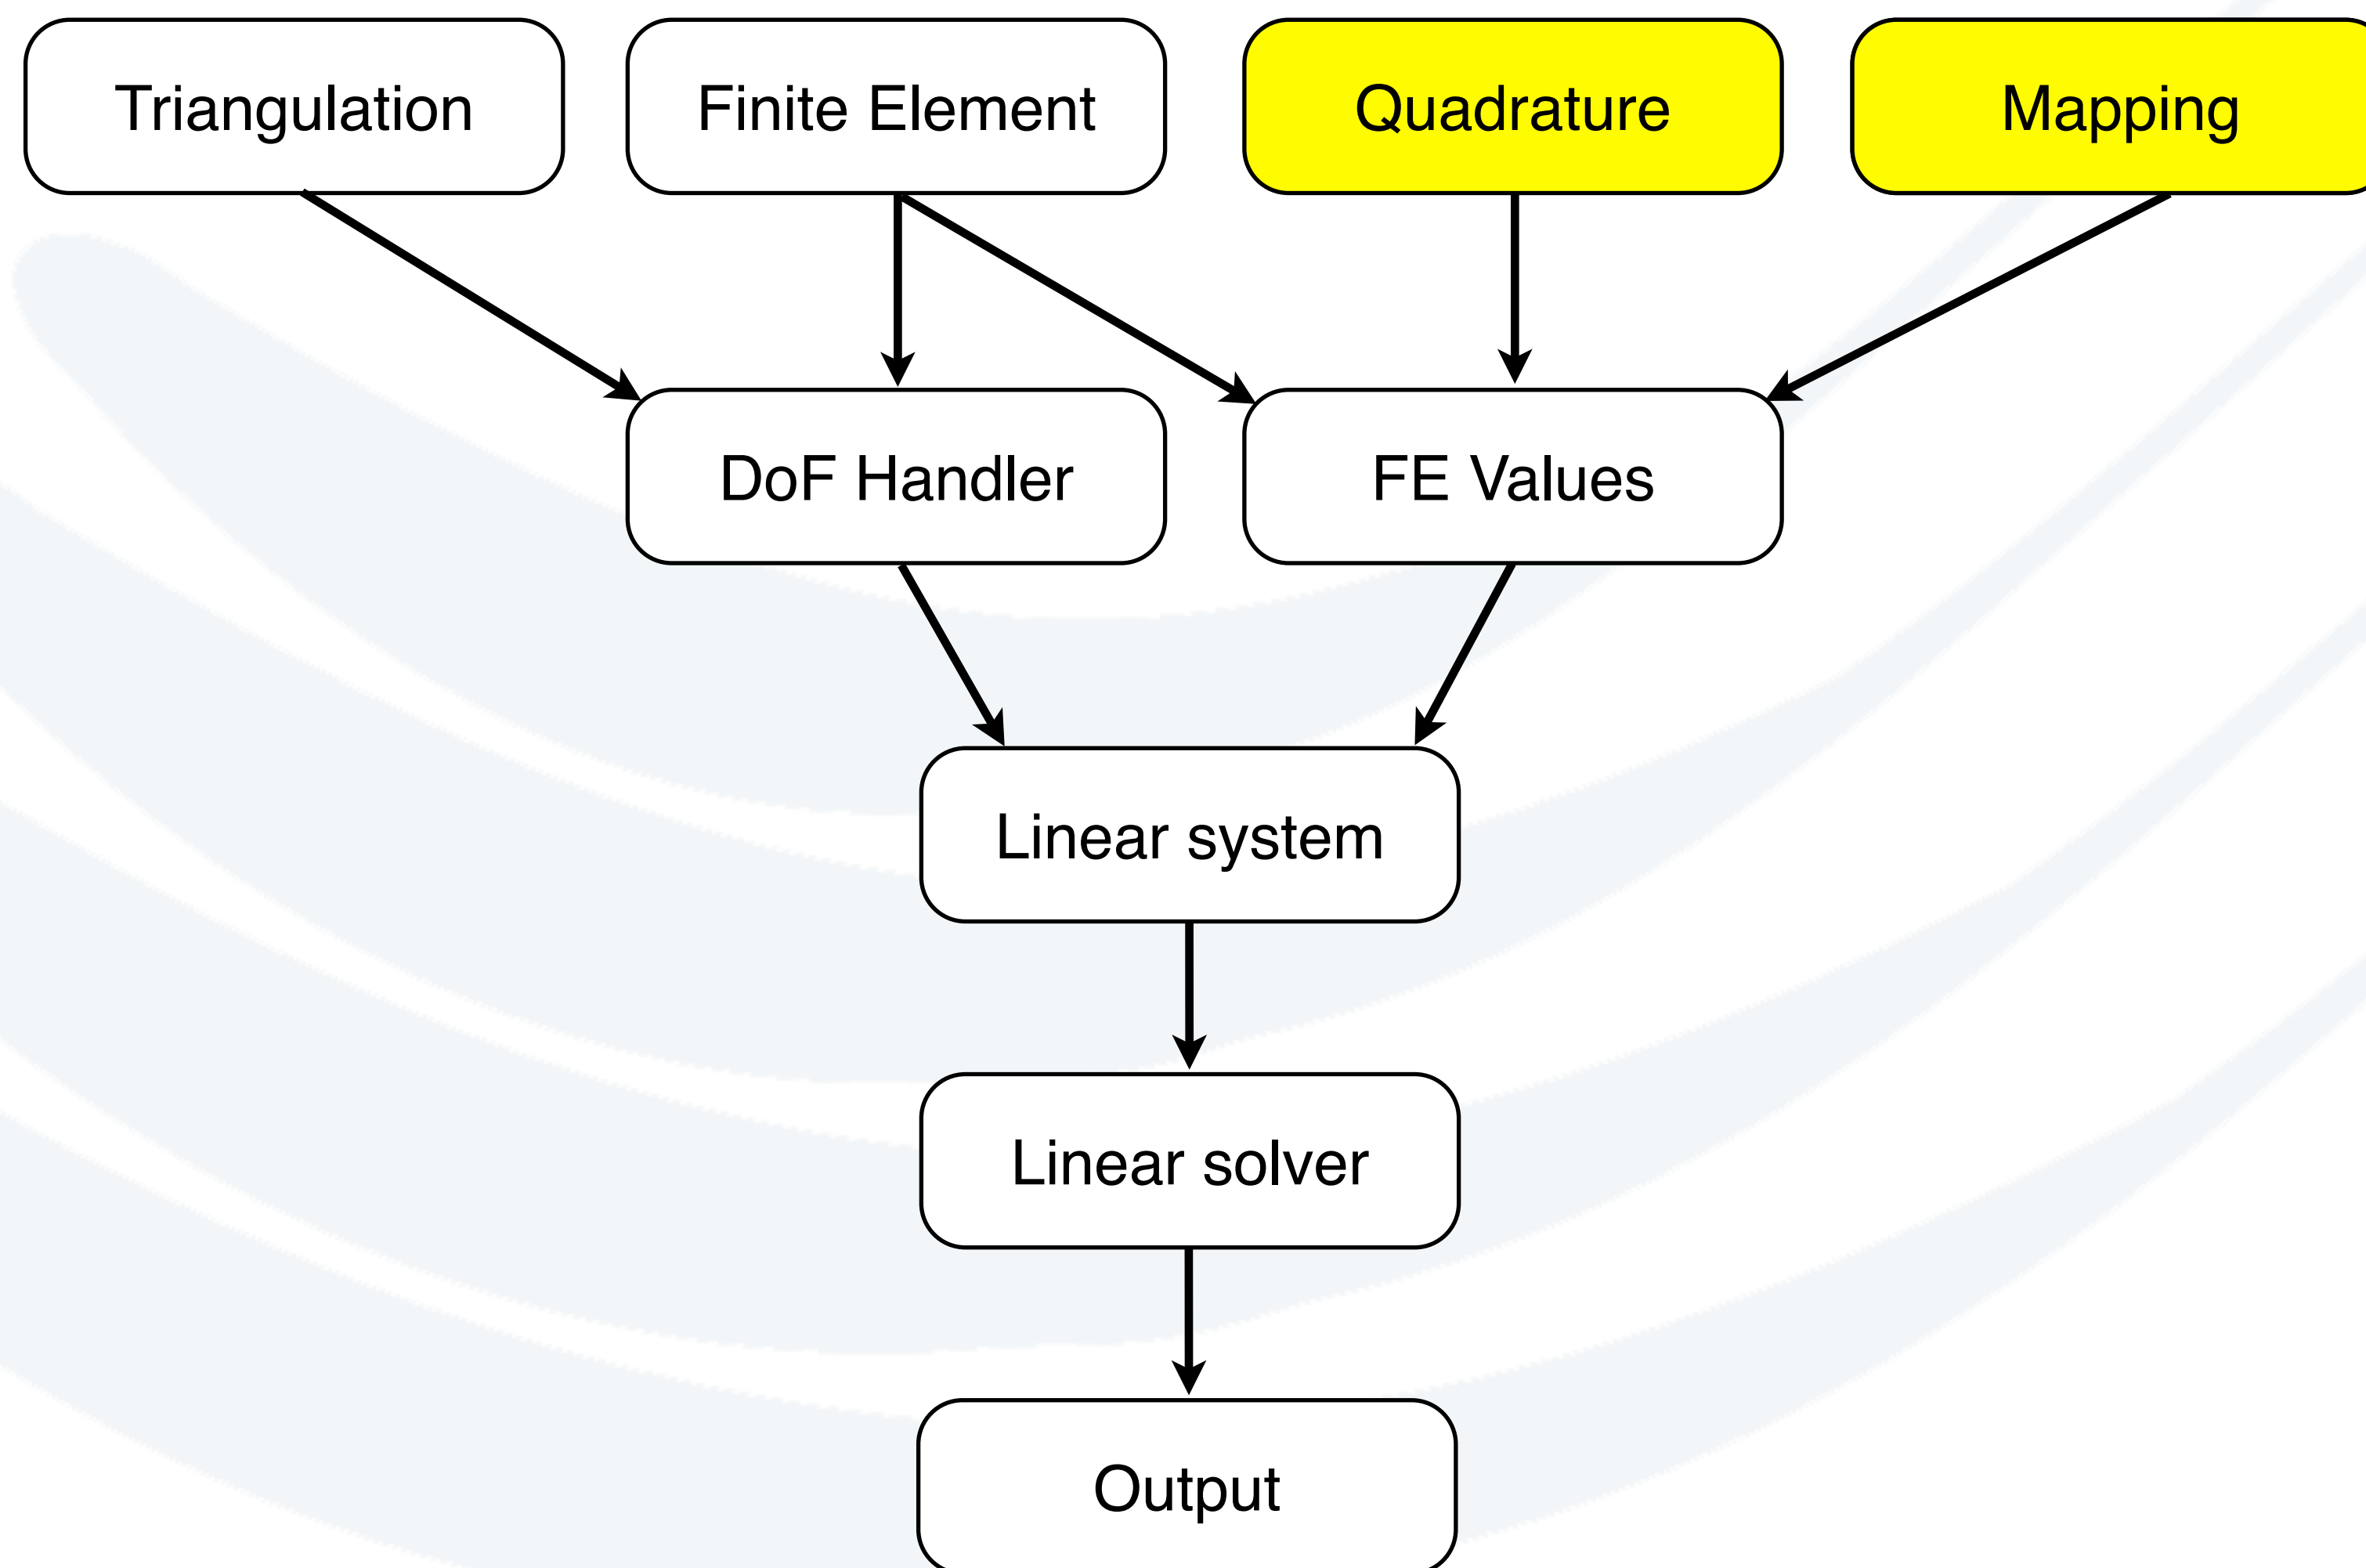 Triangulation
Finite Element
Quadrature
Mapping
DoF Handler
FE Values
Linear system
Linear solver
Output